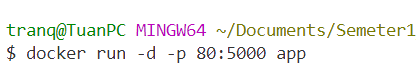 tranq@TuanPC MINGW64 ~/Documents/Semeter1
$ docker run -d -p 80:5000 app